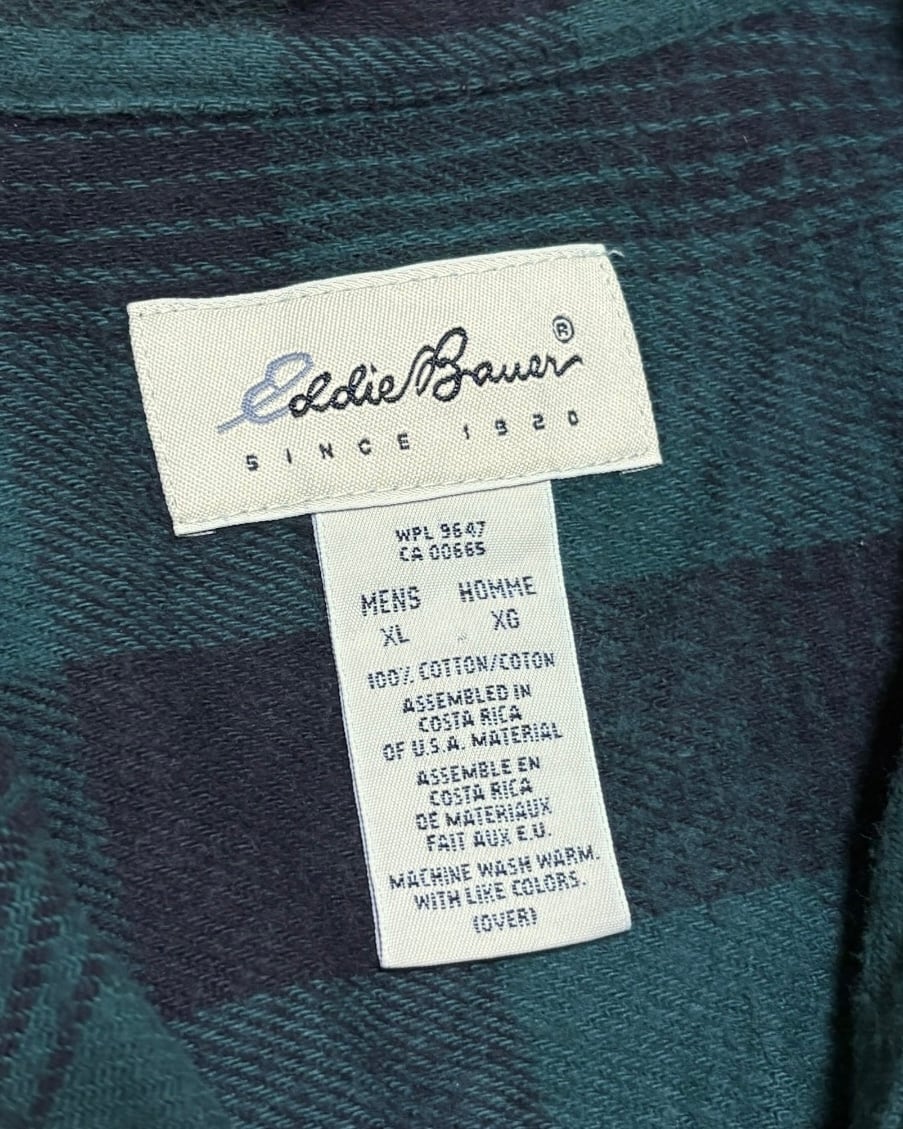 Eddie Bauer®
SINCE 1920
WPL 9647
CA 00665
MENS HOMME
XL XG
100% COTTON/COTON
ASSEMBLED IN
COSTA RICA
OF U.S.A. MATERIAL
ASSEMBLE EN
COSTA RICA
DE MATERIAUX
FAIT AUX E.U.
MACHINE WASH WARM.
WITH LIKE COLORS.
(OVER)